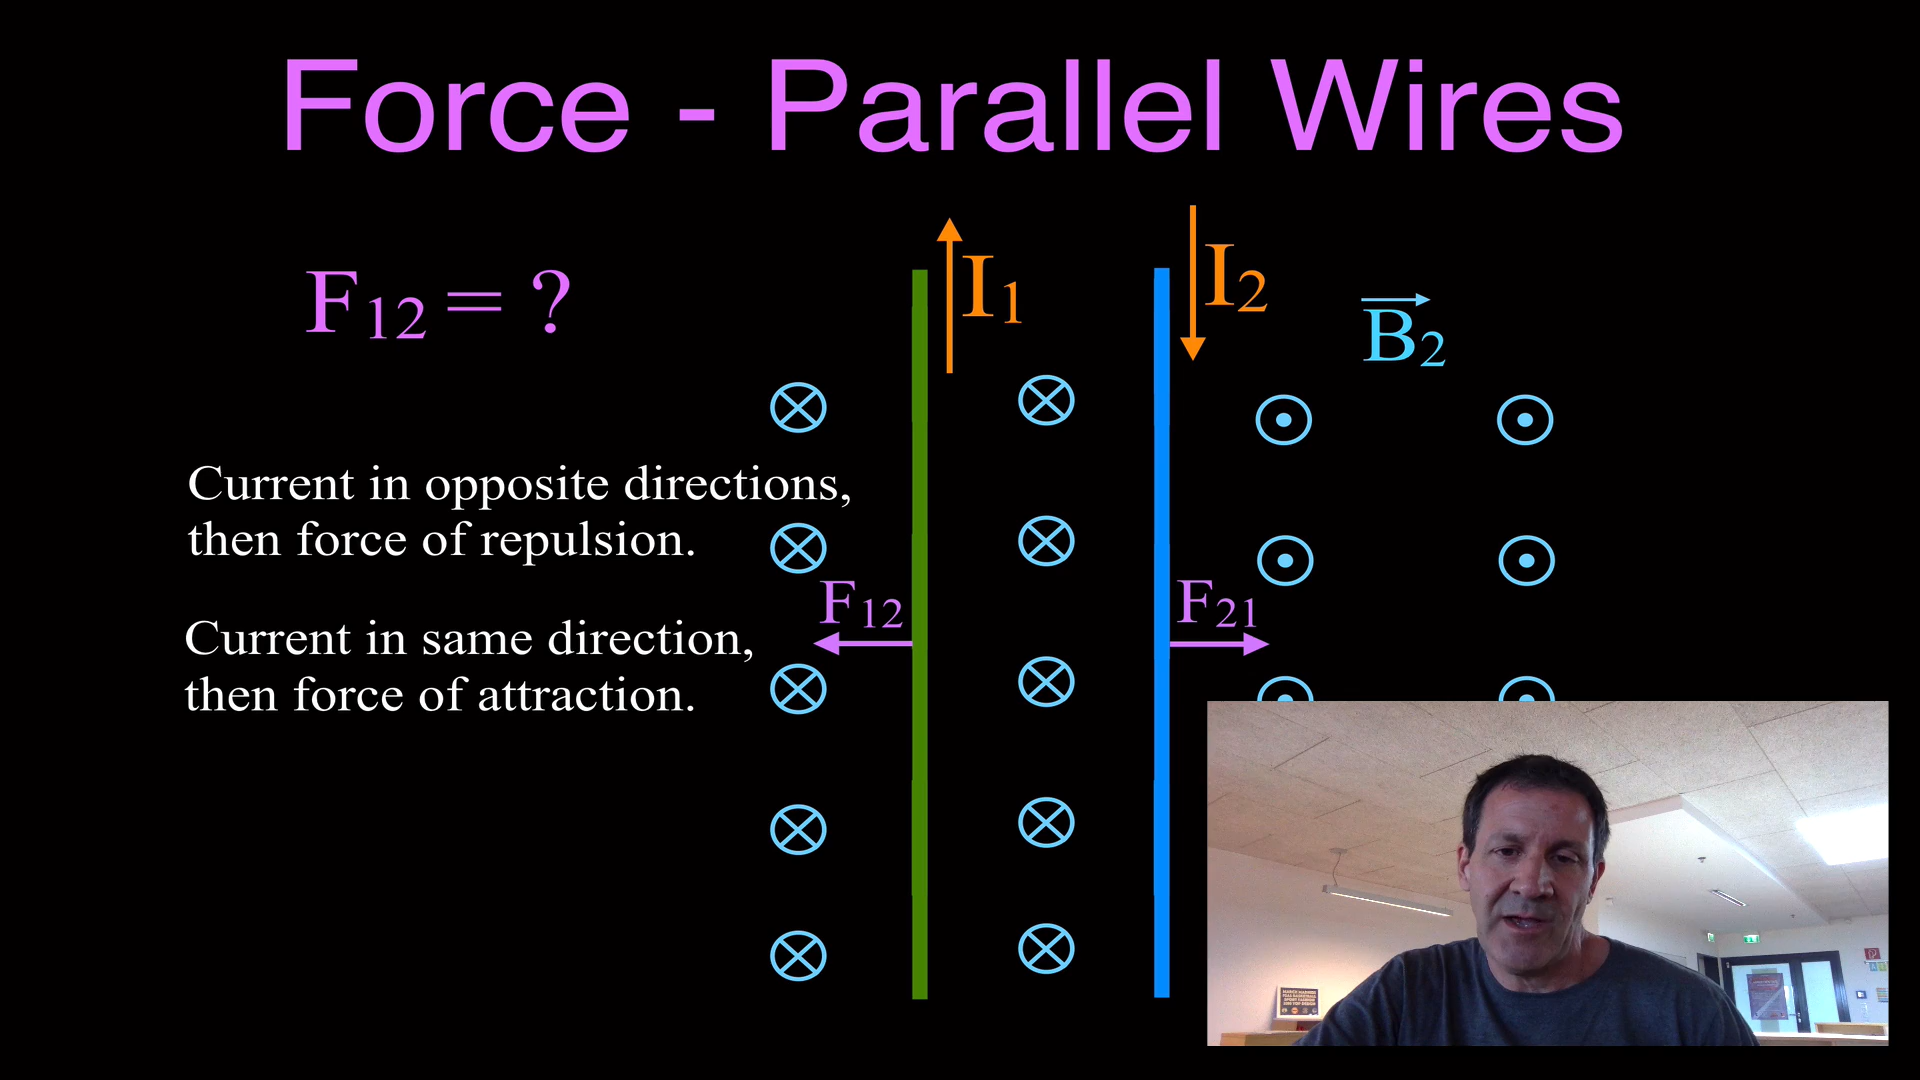 Force - Parallel Wires
F12 = ?
I1
I2
B2
Current in opposite directions,
then force of repulsion.
F12
F21
Current in same direction,
then force of attraction.